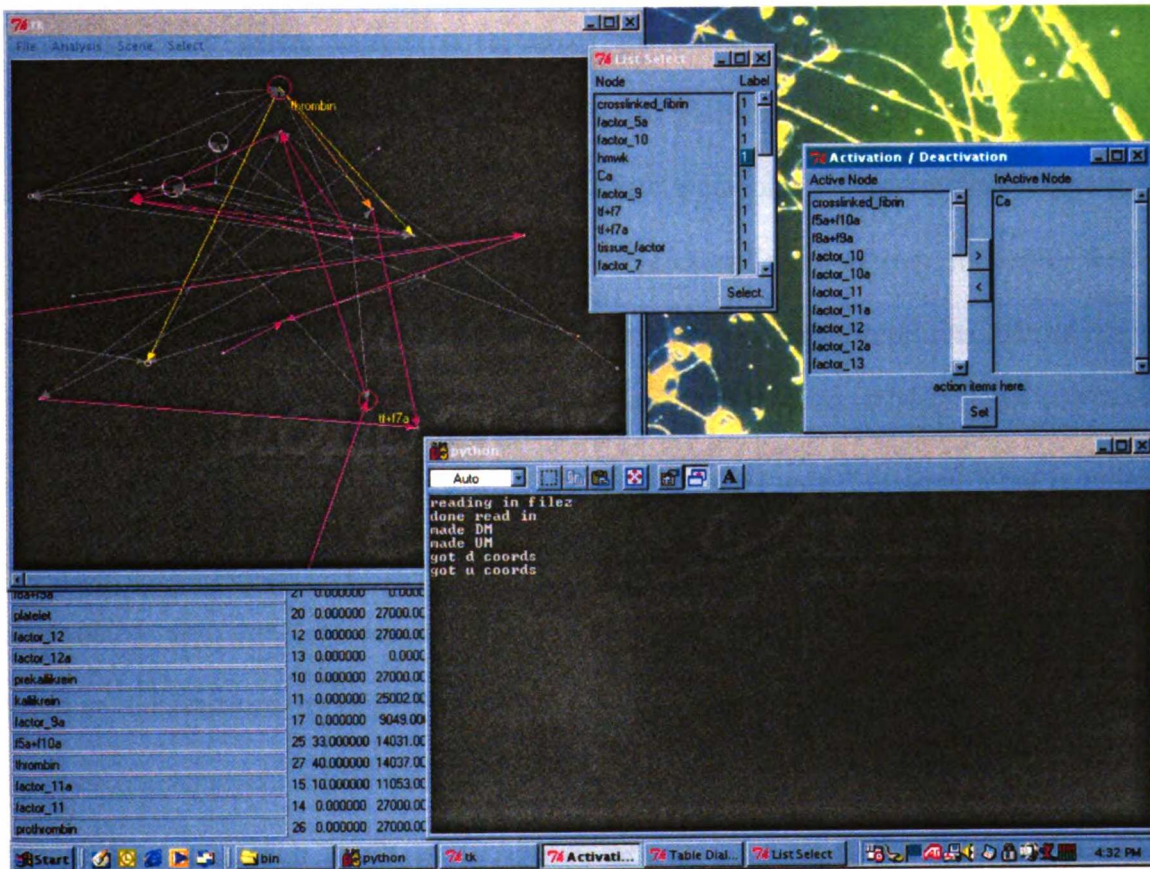 tk
File Analysis Scene Select
thrombin
tf+f7a
List Select
Node Label
crosslinked_fibrin 1
factor_5a 1
factor_10 1
hmwk 1
Ca 1
factor_9 1
tf+f7 1
tf+f7a 1
tissue_factor 1
factor_7 1
Select
Activation / Deactivation
Active Node InActive Node
crosslinked_fibrin Ca
f5a+f10a
f8a+f9a
factor_10
factor_10a
factor_11
factor_11a
factor_12
factor_12a
factor_13
>
<
action items here.
Set
python
Auto
A
reading in filez
done read in
made DM
made UM
got d coords
got u coords
21 0.000000
platelet 20 0.000000 27000.00
factor_12 12 0.000000 27000.00
factor_12a 13 0.000000 0.0000
prekallikrein 10 0.000000 27000.00
kallikrein 11 0.000000 25002.00
factor_9a 17 0.000000 9049.000
f5a+f10a 25 33.000000 14031.00
thrombin 27 40.000000 14037.00
factor_11a 15 10.000000 11053.00
factor_11 14 0.000000 27000.00
prothrombin 26 0.000000 27000.00
Start bin python tk Activati... Table Dial... List Select 4:32 PM